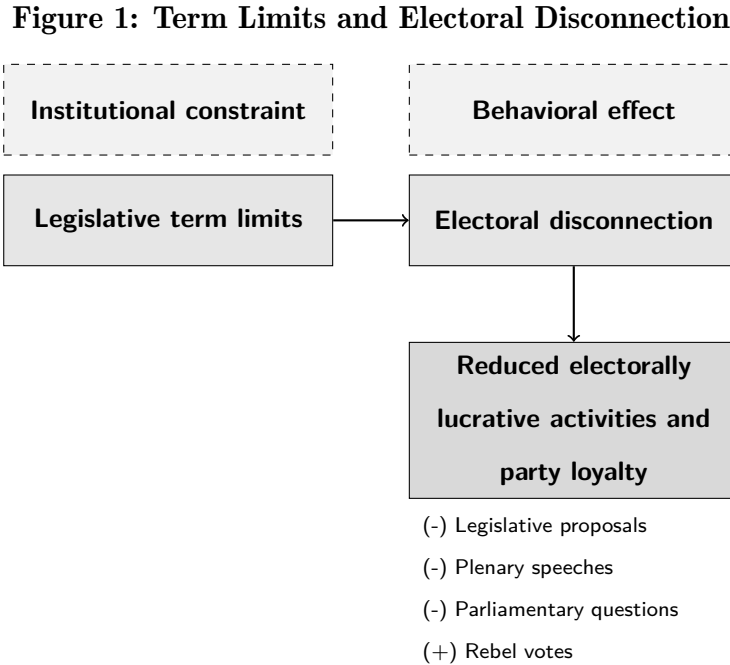 Figure 1: Term Limits and Electoral Disconnection
Institutional constraint
Behavioral effect
Legislative term limits
Electoral disconnection
Reduced electorally
lucrative activities and
party loyalty
(-) Legislative proposals
(-) Plenary speeches
(-) Parliamentary questions
(+) Rebel votes